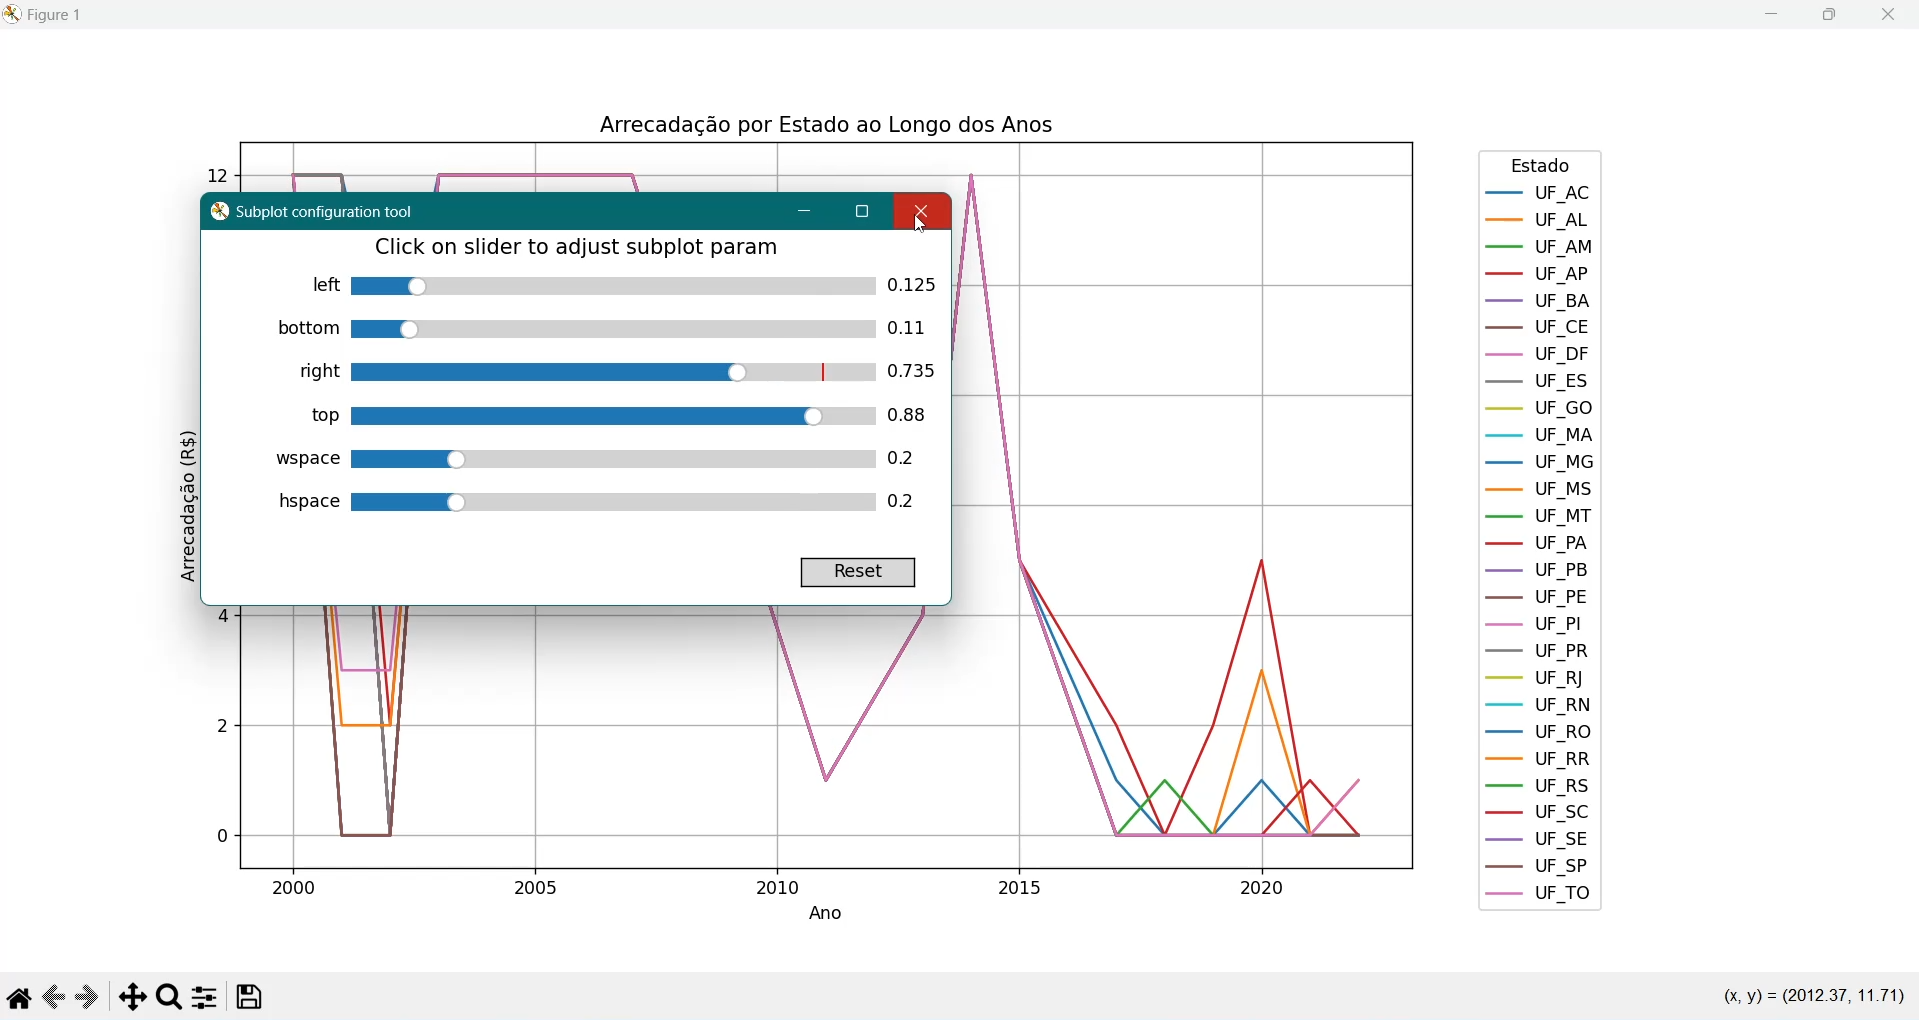 Figure 1
Arrecadação por Estado ao Longo dos Anos
12
Subplot configuration tool
Click on slider to adjust subplot param
left 0.125
bottom 0.11
right 0.735
top 0.88
wspace 0.2
hspace 0.2
Reset
Arrecadação (R$)
4
2
0
2000 2005 2010 2015 2020
Ano
Estado
UF_AC
UF_AL
UF_AM
UF_AP
UF_BA
UF_CE
UF_DF
UF_ES
UF_GO
UF_MA
UF_MG
UF_MS
UF_MT
UF_PA
UF_PB
UF_PE
UF_PI
UF_PR
UF_RJ
UF_RN
UF_RO
UF_RR
UF_RS
UF_SC
UF_SE
UF_SP
UF_TO
(x, y) = (2012.37, 11.71)